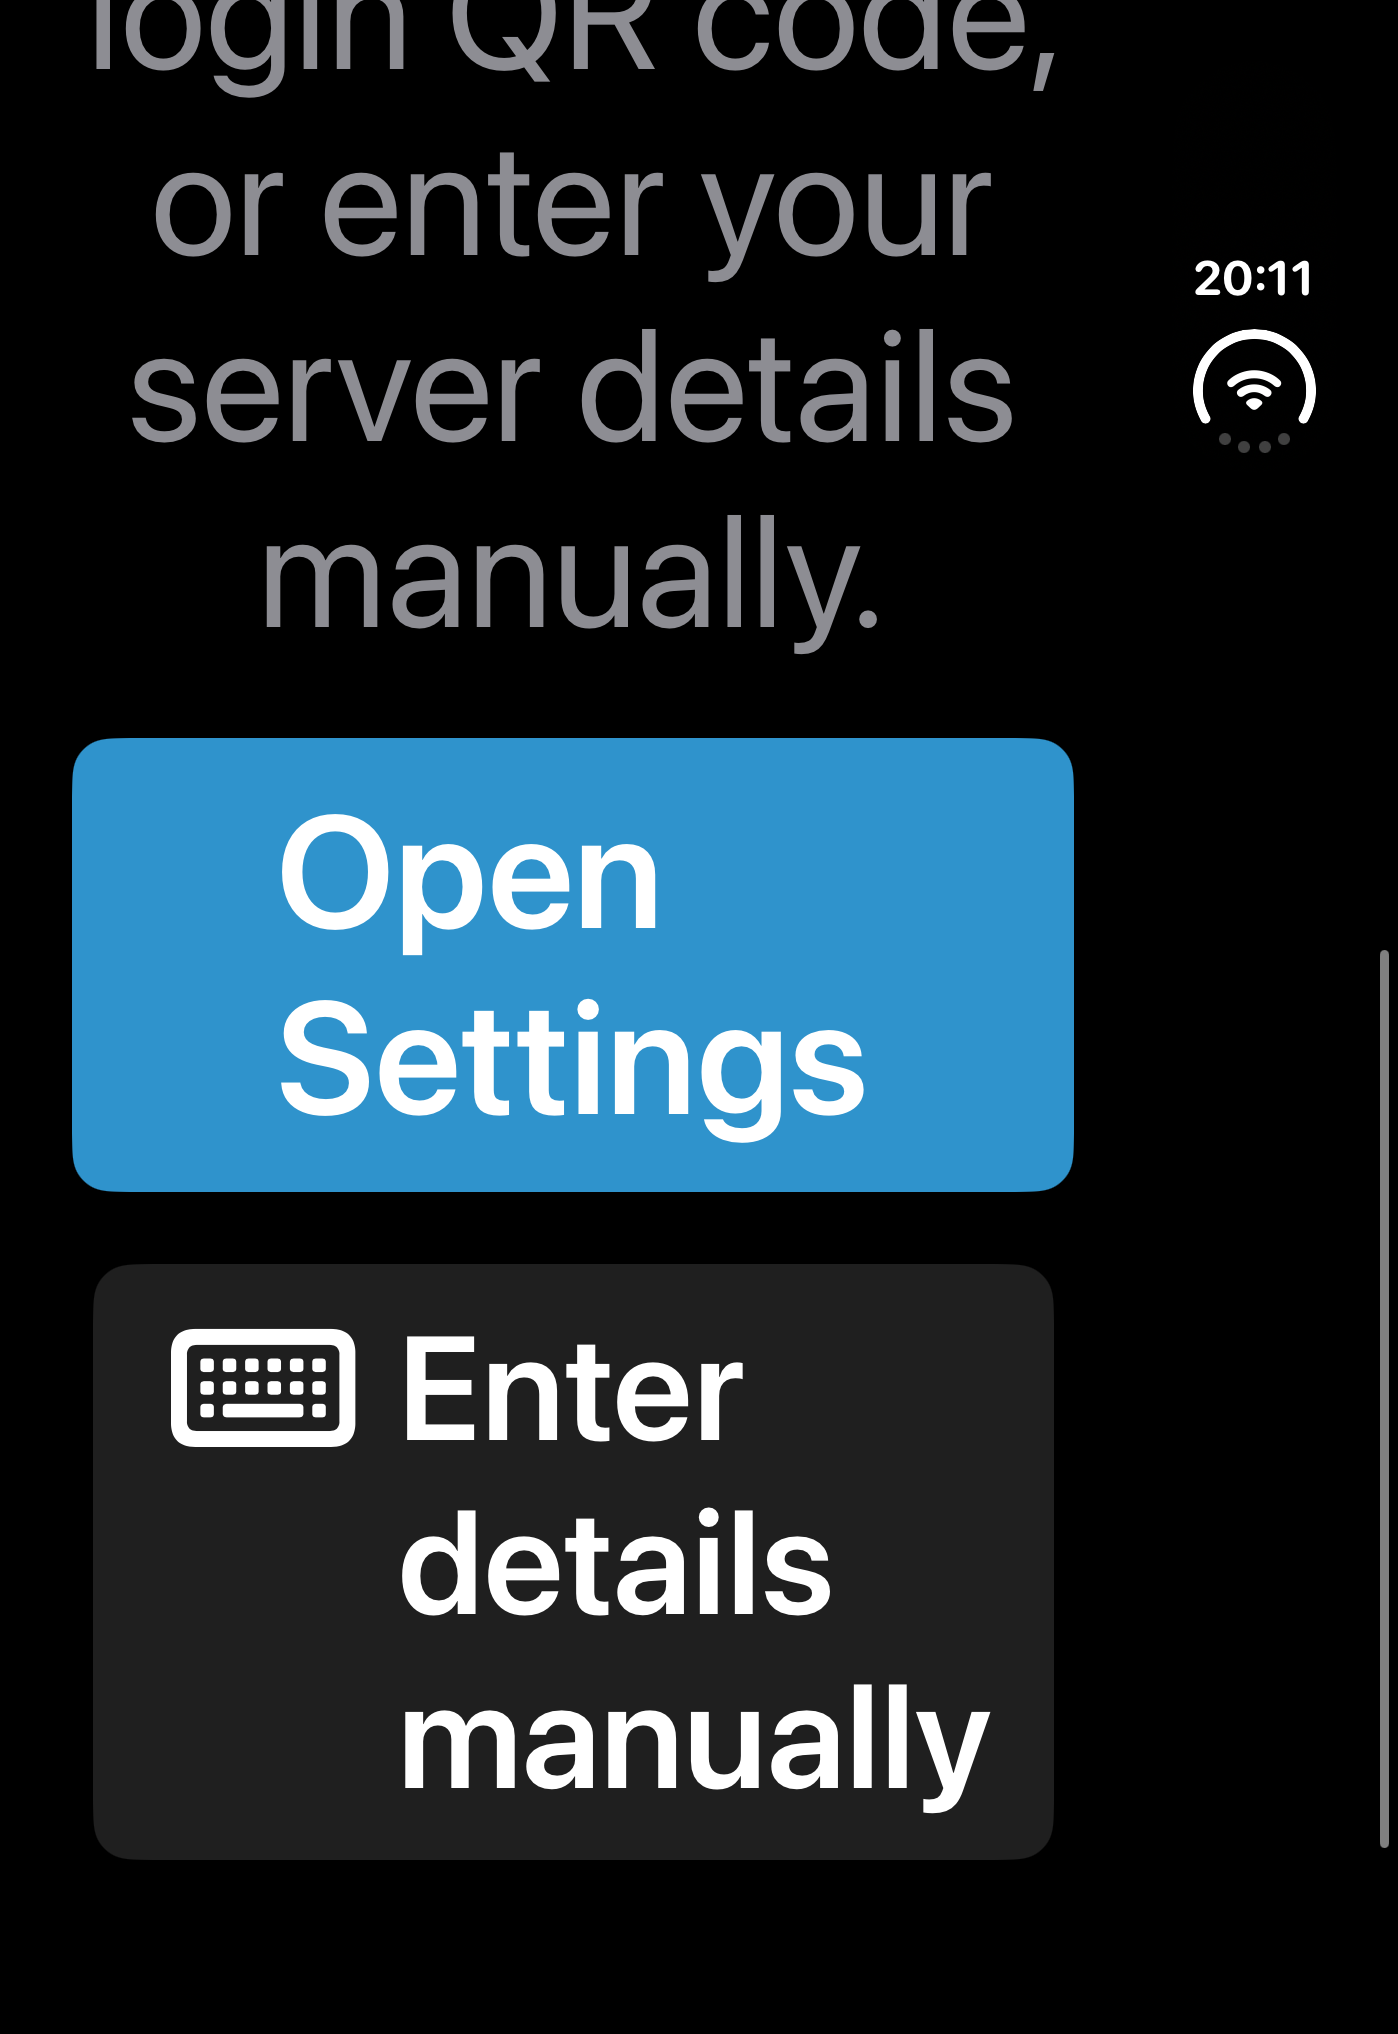 login QR code,
or enter your
server details
manually.
20:11
Open
Settings
Enter
details
manually